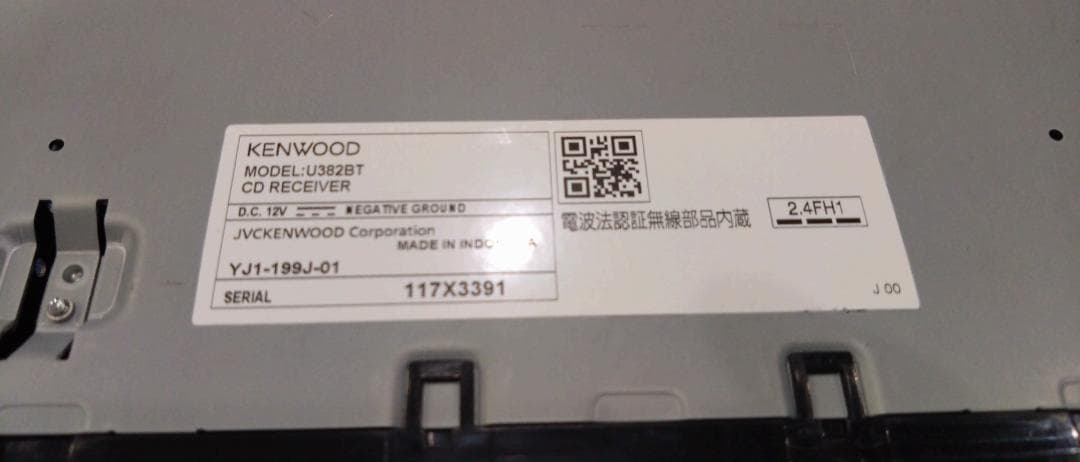 KENWOOD
MODEL:U382BT
CD RECEIVER
D.C. 12V NEGATIVE GROUND
JVCKENWOOD Corporation
MADE IN
YJ1-199J-01
SERIAL 117X3391
電波法認証無線部品内蔵
2.4FH1
J 00